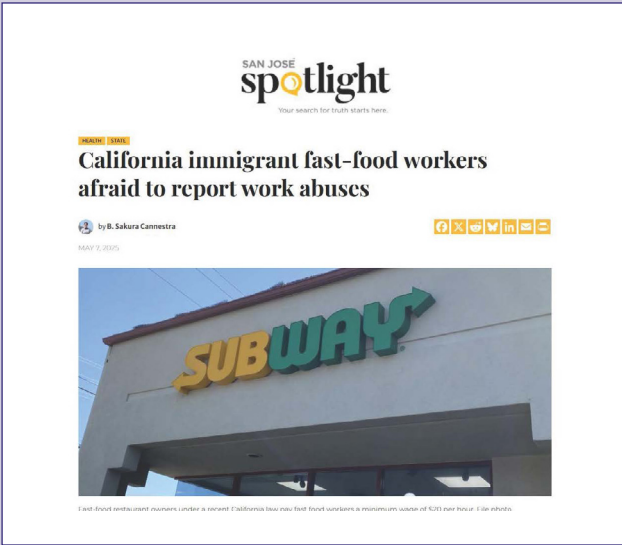 SAN JOSÉ
spotlight
Your search for truth starts here.
HEALTH STATE
California immigrant fast-food workers
afraid to report work abuses
by B. Sakura Cannestra
MAY 7, 2025
SUBWAY
Fast-food restaurant owners under a recent California law pay fast food workers a minimum wage of $20 per hour. File photo.